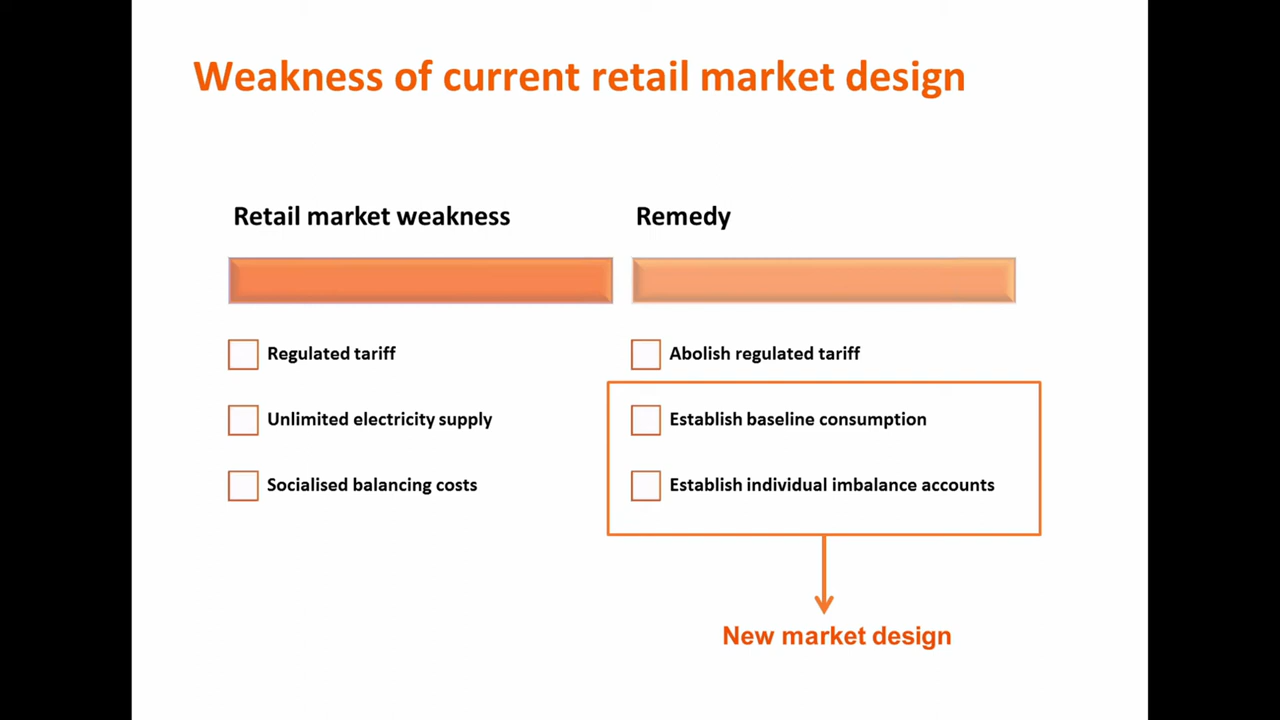 Weakness of current retail market design
Retail market weakness
Remedy
Regulated tariff
Abolish regulated tariff
Unlimited electricity supply
Establish baseline consumption
Socialised balancing costs
Establish individual imbalance accounts
New market design